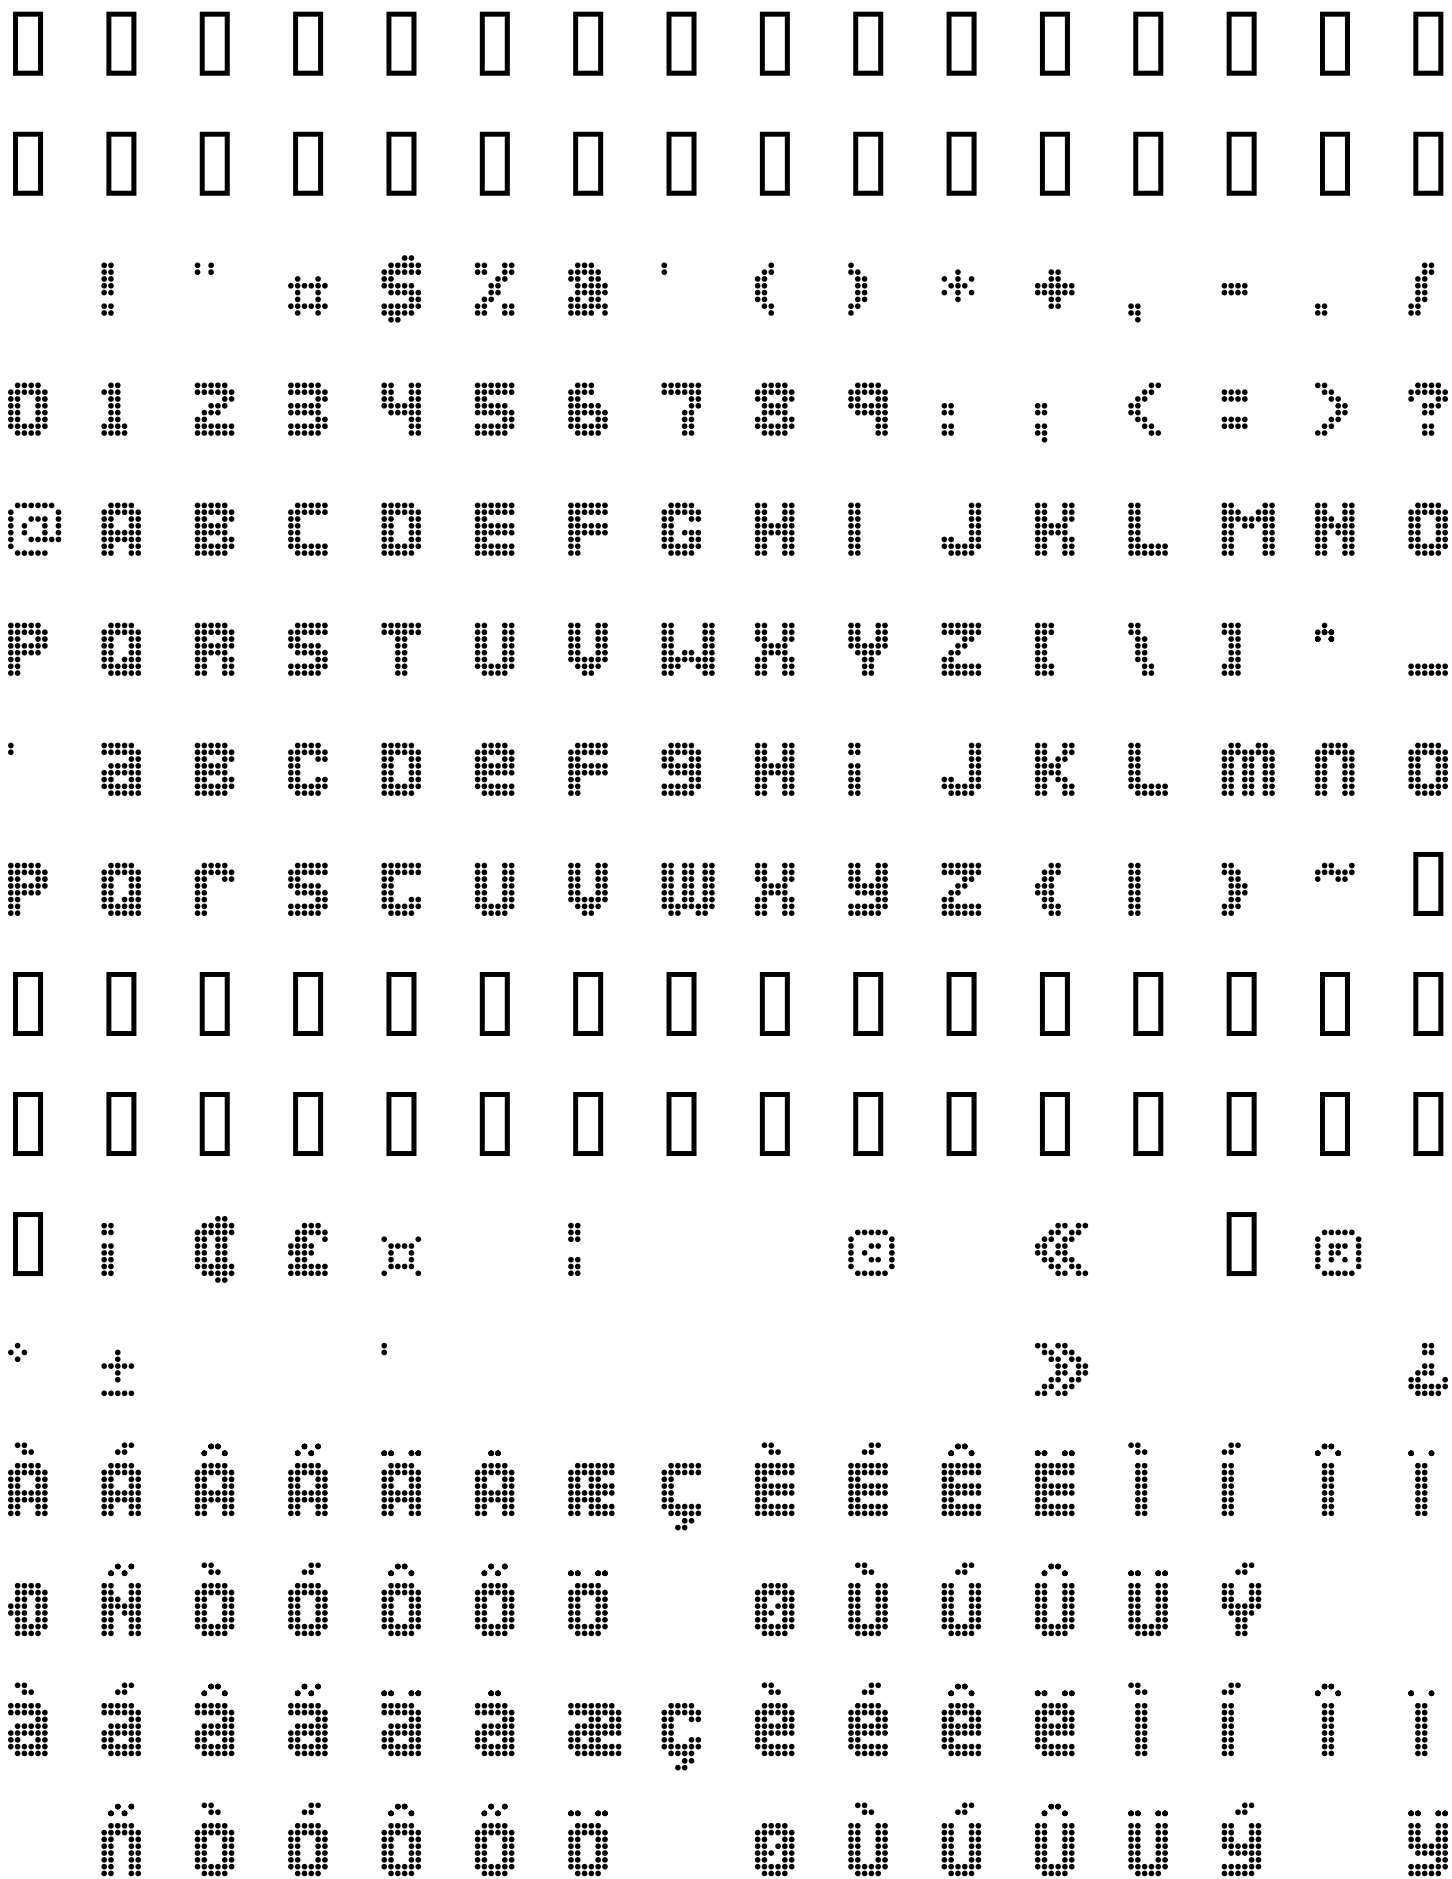 ! " # $ % & ' ( ) * + , - . /
0 1 2 3 4 5 6 7 8 9 : ; < = > ?
@ A B C D E F G H I J K L M N O
P Q R S T U V W X Y Z [ \ ] ^ _
` a b c d e f g h i j k l m n o
p q r s t u v w x y z { | } ~
¡ ¢ £ ¤ ¦ © « ®
° ± ´ » ¿
À Á Â Ã Ä Å Æ Ç È É Ê Ë Ì Í Î Ï
Ð Ñ Ò Ó Ô Õ Ö Ø Ù Ú Û Ü Ý
à á â ã ä å æ ç è é ê ë ì í î ï
ñ ò ó ô õ ö ø ù ú û ü ý ÿ